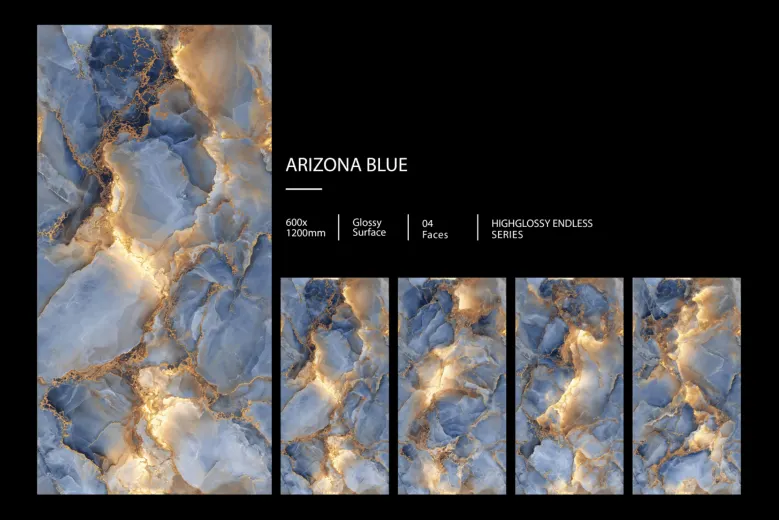 ARIZONA BLUE
600x
1200mm
Glossy
Surface
04
Faces
HIGHGLOSSY ENDLESS
SERIES